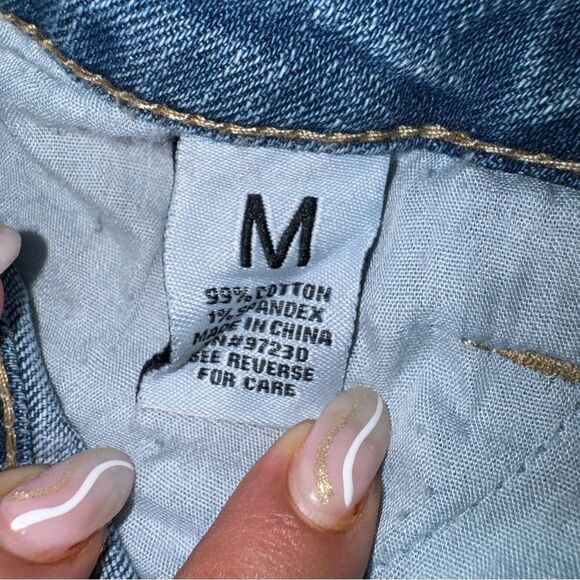 M
99% COTTON
1% SPANDEX
MADE IN CHINA
RN#97230
SEE REVERSE
FOR CARE